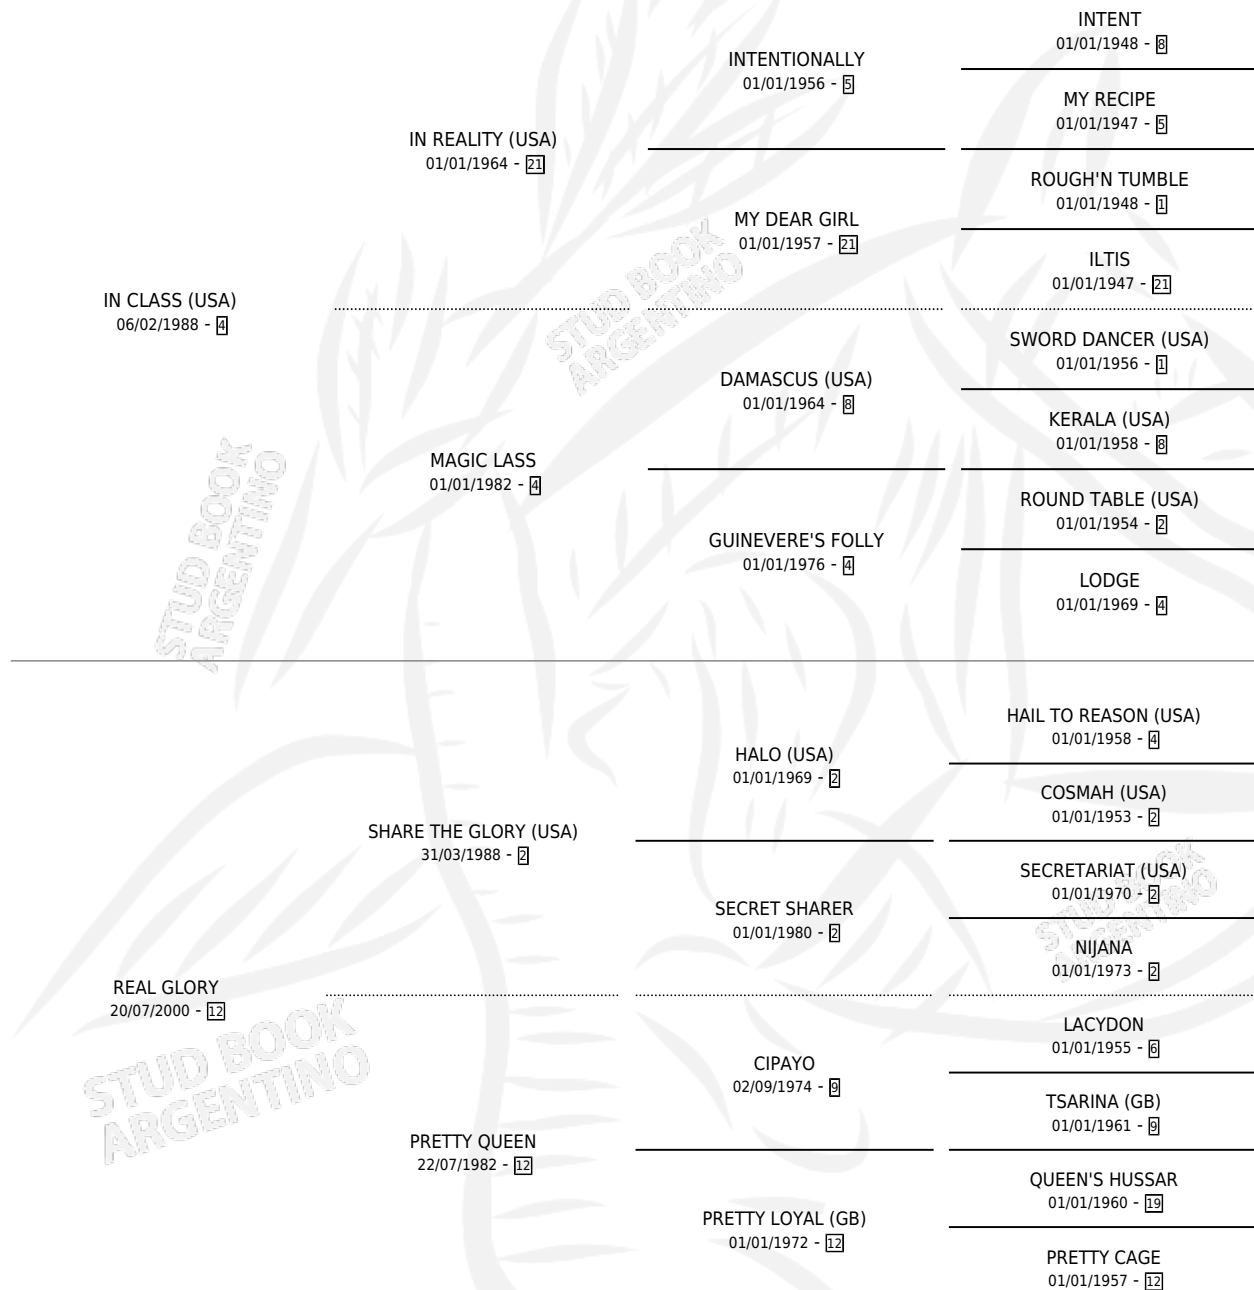 INTENT
01/01/1948 - 8
INTENTIONALLY
01/01/1956 - 5
MY RECIPE
01/01/1947 - 5
IN REALITY (USA)
01/01/1964 - 21
ROUGH'N TUMBLE
01/01/1948 - 1
MY DEAR GIRL
01/01/1957 - 21
ILTIS
01/01/1947 - 21
IN CLASS (USA)
06/02/1988 - 4
SWORD DANCER (USA)
01/01/1956 - 1
DAMASCUS (USA)
01/01/1964 - 8
KERALA (USA)
01/01/1958 - 8
MAGIC LASS
01/01/1982 - 4
ROUND TABLE (USA)
01/01/1954 - 2
GUINEVERE'S FOLLY
01/01/1976 - 4
LODGE
01/01/1969 - 4
HAIL TO REASON (USA)
01/01/1958 - 4
HALO (USA)
01/01/1969 - 2
COSMAH (USA)
01/01/1953 - 2
SHARE THE GLORY (USA)
31/03/1988 - 2
SECRETARIAT (USA)
01/01/1970 - 2
SECRET SHARER
01/01/1980 - 2
NIJANA
01/01/1973 - 2
REAL GLORY
20/07/2000 - 12
LACYDON
01/01/1955 - 6
CIPAYO
02/09/1974 - 9
TSARINA (GB)
01/01/1961 - 9
PRETTY QUEEN
22/07/1982 - 12
QUEEN'S HUSSAR
01/01/1960 - 19
PRETTY LOYAL (GB)
01/01/1972 - 12
PRETTY CAGE
01/01/1957 - 12
STUD BOOK
ARGENTINO
STUD BOOK
ARGENTINO
STUD BOOK
ARGENTINO
STUD BOOK
ARGENTINO